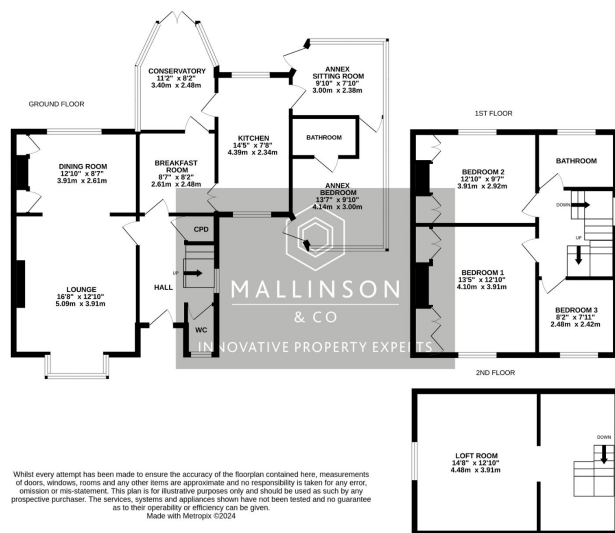 GROUND FLOOR
CONSERVATORY
11'2" x 8'2"
3.40m x 2.48m
ANNEX
SITTING ROOM
9'10" x 7'10"
3.00m x 2.38m
KITCHEN
14'5" x 7'8"
4.39m x 2.34m
DINING ROOM
12'10" x 8'7"
3.91m x 2.61m
BREAKFAST
ROOM
8'7" x 8'2"
2.61m x 2.48m
BATHROOM
ANNEX
BEDROOM
13'7" x 9'10"
4.14m x 3.00m
CPD
UP
LOUNGE
16'8" x 12'10"
5.09m x 3.91m
HALL
WC
MALLINSON
& CO
INNOVATIVE PROPERTY EXPERTS
1ST FLOOR
BEDROOM 2
12'10" x 9'7"
3.91m x 2.92m
BATHROOM
DOWN
UP
BEDROOM 1
13'5" x 12'10"
4.10m x 3.91m
BEDROOM 3
8'2" x 7'11"
2.48m x 2.42m
2ND FLOOR
DOWN
LOFT ROOM
14'8" x 12'10"
4.48m x 3.91m
Whilst every attempt has been made to ensure the accuracy of the floorplan contained here, measurements
of doors, windows, rooms and any other items are approximate and no responsibility is taken for any error,
omission or mis-statement. This plan is for illustrative purposes only and should be used as such by any
prospective purchaser. The services, systems and appliances shown have not been tested and no guarantee
as to their operability or efficiency can be given.
Made with Metropix ©2024